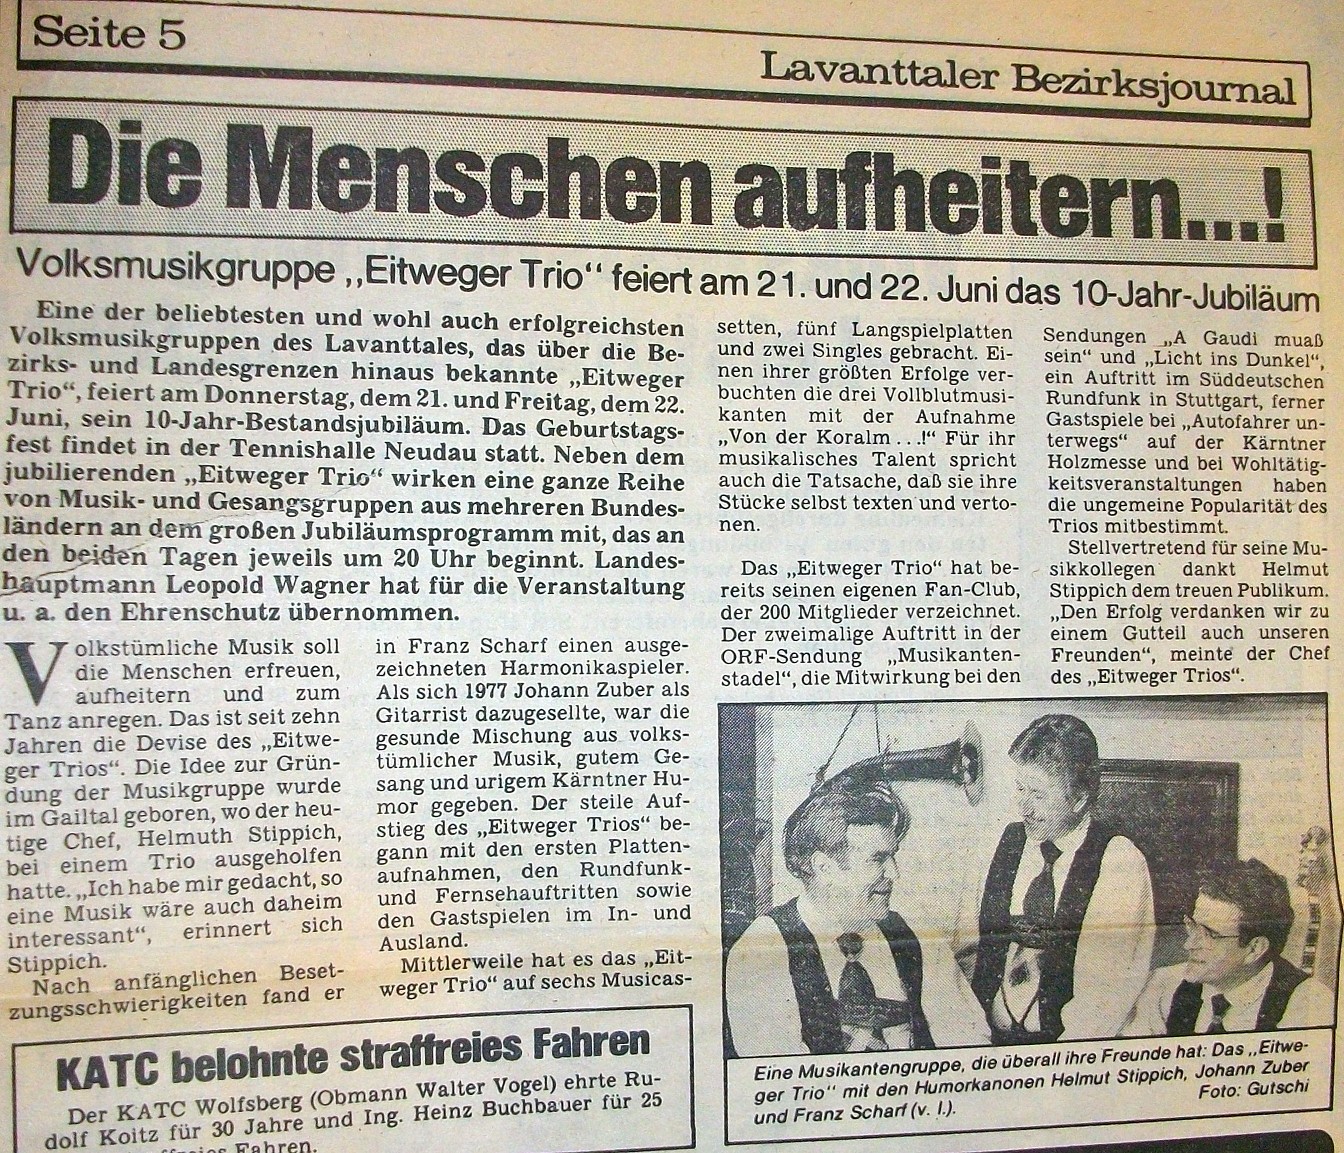 Seite 5
Lavanttaler Bezirksjournal
Die Menschen aufheitern...!
Volksmusikgruppe „Eitweger Trio“ feiert am 21. und 22. Juni das 10-Jahr-Jubiläum
Eine der beliebtesten und wohl auch erfolgreichsten
Volksmusikgruppen des Lavanttales, das über die Be-
zirks- und Landesgrenzen hinaus bekannte „Eitweger
Trio“, feiert am Donnerstag, dem 21. und Freitag, dem 22.
Juni, sein 10-Jahr-Bestandsjubiläum. Das Geburtstags-
fest findet in der Tennishalle Neudau statt. Neben dem
jubilierenden „Eitweger Trio“ wirken eine ganze Reihe
von Musik- und Gesangsgruppen aus mehreren Bundes-
ländern an dem großen Jubiläumsprogramm mit, das an
den beiden Tagen jeweils um 20 Uhr beginnt. Landes-
hauptmann Leopold Wagner hat für die Veranstaltung
u. a. den Ehrenschutz übernommen.
Volkstümliche Musik soll
die Menschen erfreuen,
aufheitern und zum
Tanz anregen. Das ist seit zehn
Jahren die Devise des „Eitwe-
ger Trios“. Die Idee zur Grün-
dung der Musikgruppe wurde
im Gailtal geboren, wo der heu-
tige Chef, Helmuth Stippich,
bei einem Trio ausgeholfen
hatte. „Ich habe mir gedacht, so
eine Musik wäre auch daheim
interessant“, erinnert sich
Stippich.
Nach anfänglichen Beset-
zungsschwierigkeiten fand er
in Franz Scharf einen ausge-
zeichneten Harmonikaspieler.
Als sich 1977 Johann Zuber als
Gitarrist dazugesellte, war die
gesunde Mischung aus volks-
tümlicher Musik, gutem Ge-
sang und urigem Kärntner Hu-
mor gegeben. Der steile Auf-
stieg des „Eitweger Trios“ be-
gann mit den ersten Platten-
aufnahmen, den Rundfunk-
und Fernsehauftritten sowie
den Gastspielen im In- und
Ausland.
Mittlerweile hat es das „Eit-
weger Trio“ auf sechs Musicas-
setten, fünf Langspielplatten
und zwei Singles gebracht. Ei-
nen ihrer größten Erfolge ver-
buchten die drei Vollblutmusi-
kanten mit der Aufnahme
„Von der Koralm...!“ Für ihr
musikalisches Talent spricht
auch die Tatsache, daß sie ihre
Stücke selbst texten und verto-
nen.
Das „Eitweger Trio“ hat be-
reits seinen eigenen Fan-Club,
der 200 Mitglieder verzeichnet.
Der zweimalige Auftritt in der
ORF-Sendung „Musikanten-
stadel“, die Mitwirkung bei den
Sendungen „A Gaudi muaß
sein“ und „Licht ins Dunkel“,
ein Auftritt im Süddeutschen
Rundfunk in Stuttgart, ferner
Gastspiele bei „Autofahrer un-
terwegs“ auf der Kärntner
Holzmesse und bei Wohltätig-
keitsveranstaltungen haben
die ungemeine Popularität des
Trios mitbestimmt.
Stellvertretend für seine Mu-
sikkollegen dankt Helmut
Stippich dem treuen Publikum.
„Den Erfolg verdanken wir zu
einem Gutteil auch unseren
Freunden“, meinte der Chef
des „Eitweger Trios“.
Eine Musikantengruppe, die überall ihre Freunde hat: Das „Eitwe-
ger Trio“ mit den Humorkanonen Helmut Stippich, Johann Zuber
und Franz Scharf (v. l.).
Foto: Gutschi
KATC belohnte straffreies Fahren
Der KATC Wolfsberg (Obmann Walter Vogel) ehrte Ru-
dolf Koitz für 30 Jahre und Ing. Heinz Buchbauer für 25
Fahren.